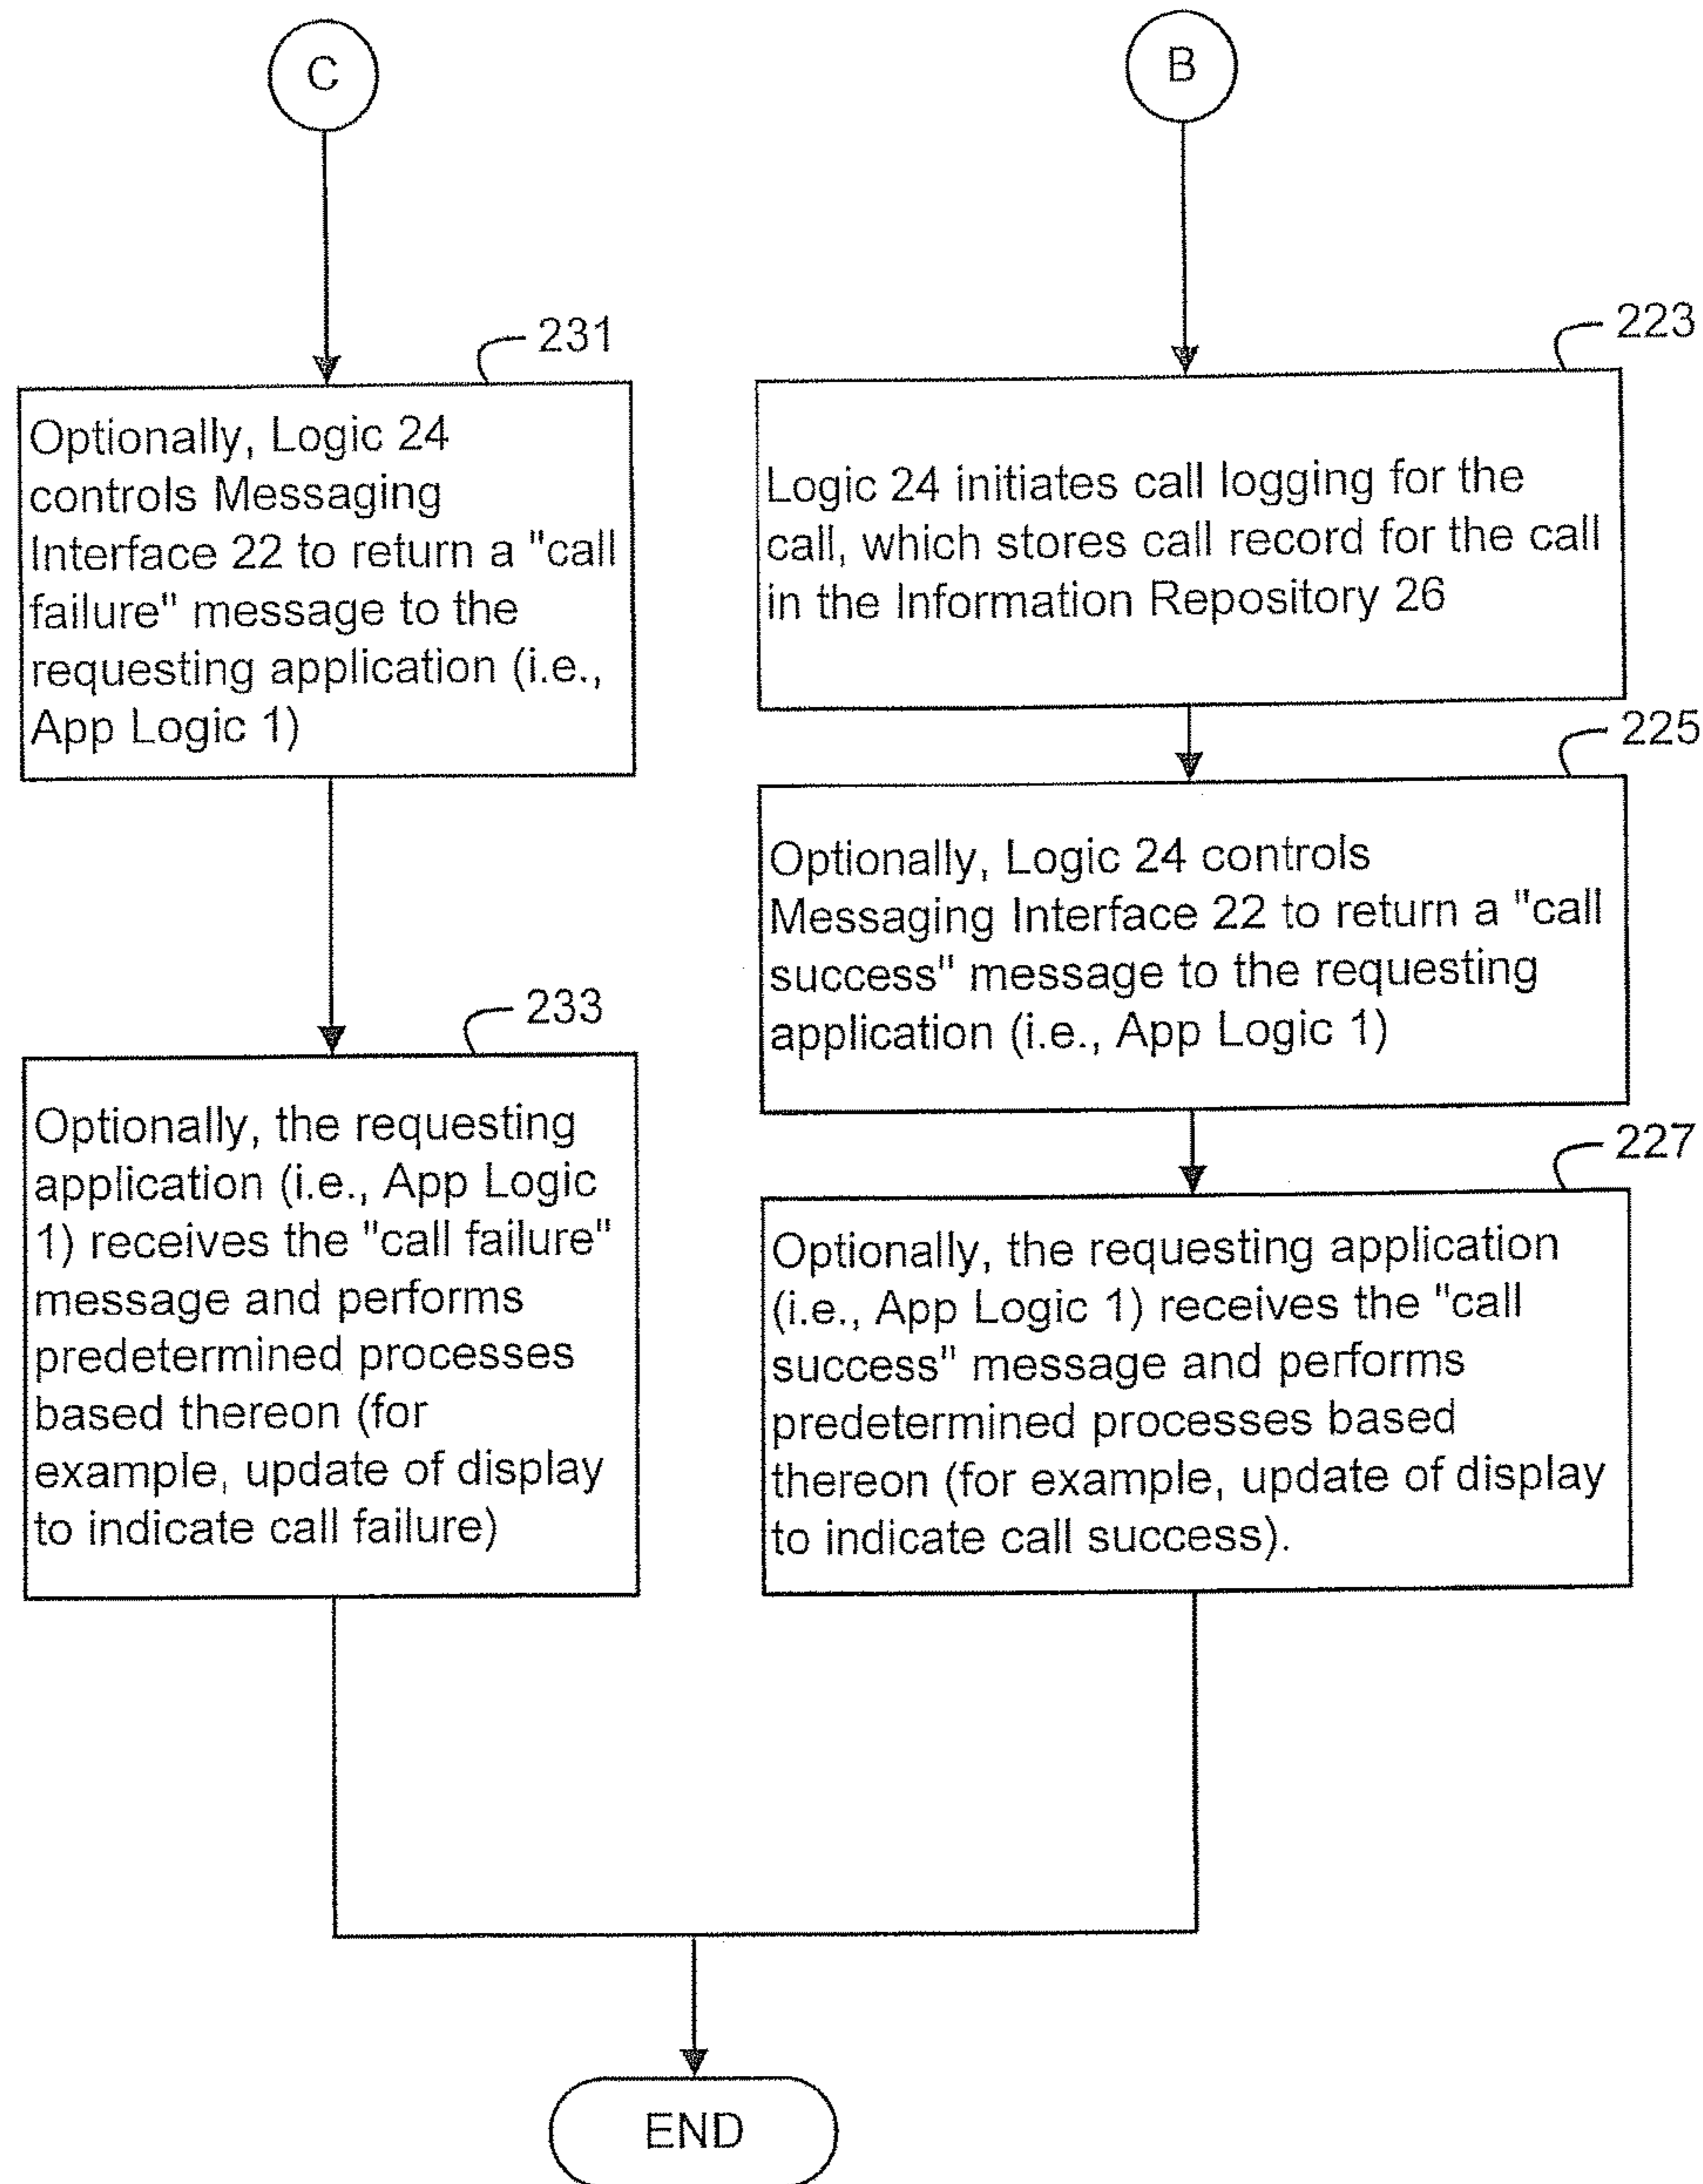 C
231
Optionally, Logic 24
controls Messaging
Interface 22 to return a "call
failure" message to the
requesting application (i.e.,
App Logic 1)
233
Optionally, the requesting
application (i.e., App Logic
1) receives the "call failure"
message and performs
predetermined processes
based thereon (for
example, update of display
to indicate call failure)
B
223
Logic 24 initiates call logging for the
call, which stores call record for the call
in the Information Repository 26
225
Optionally, Logic 24 controls
Messaging Interface 22 to return a "call
success" message to the requesting
application (i.e., App Logic 1)
227
Optionally, the requesting application
(i.e., App Logic 1) receives the "call
success" message and performs
predetermined processes based
thereon (for example, update of display
to indicate call success).
END